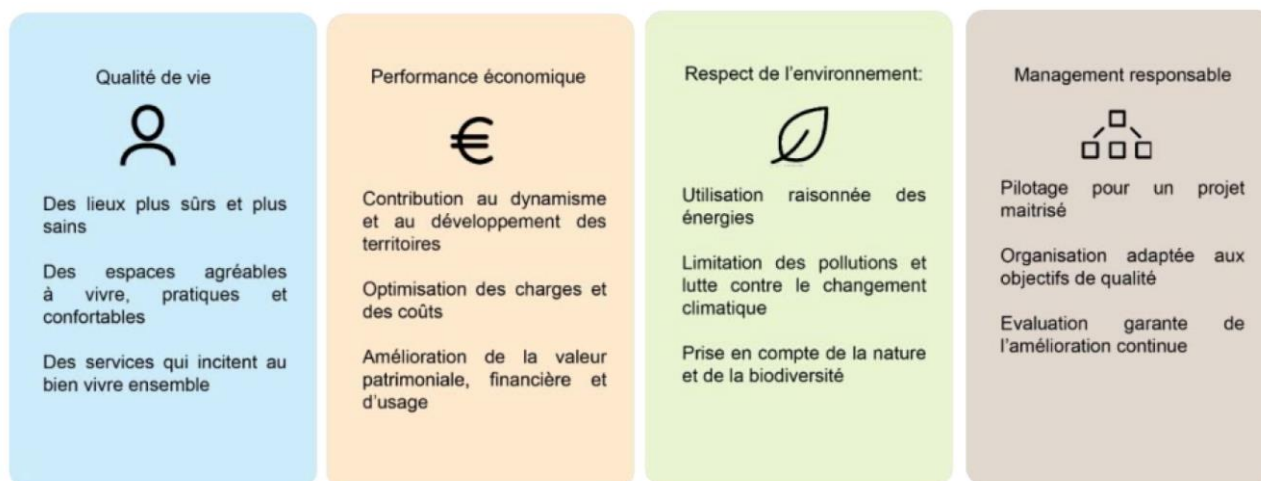 Qualité de vie
Des lieux plus sûrs et plus
sains
Des espaces agréables
à vivre, pratiques et
confortables
Des services qui incitent au
bien vivre ensemble
Performance économique
€
Contribution au dynamisme
et au développement des
territoires
Optimisation des charges et
des coûts
Amélioration de la valeur
patrimoniale, financière et
d'usage
Respect de l'environnement:
Utilisation raisonnée des
énergies
Limitation des pollutions et
lutte contre le changement
climatique
Prise en compte de la nature
et de la biodiversité
Management responsable
Pilotage pour un projet
maitrisé
Organisation adaptée aux
objectifs de qualité
Evaluation garante de
l'amélioration continue